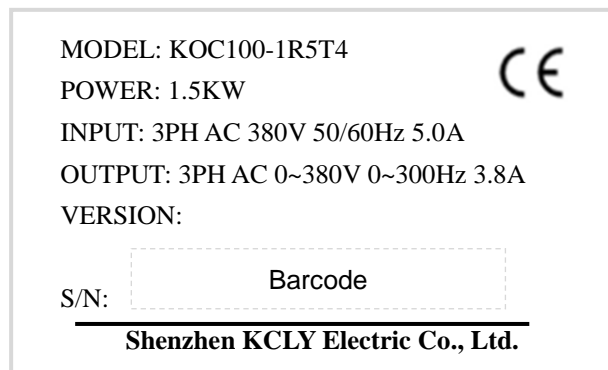 MODEL: KOC100-1R5T4
CE
POWER: 1.5KW
INPUT: 3PH AC 380V 50/60Hz 5.0A
OUTPUT: 3PH AC 0~380V 0~300Hz 3.8A
VERSION:
Barcode
S/N:
Shenzhen KCLY Electric Co., Ltd.